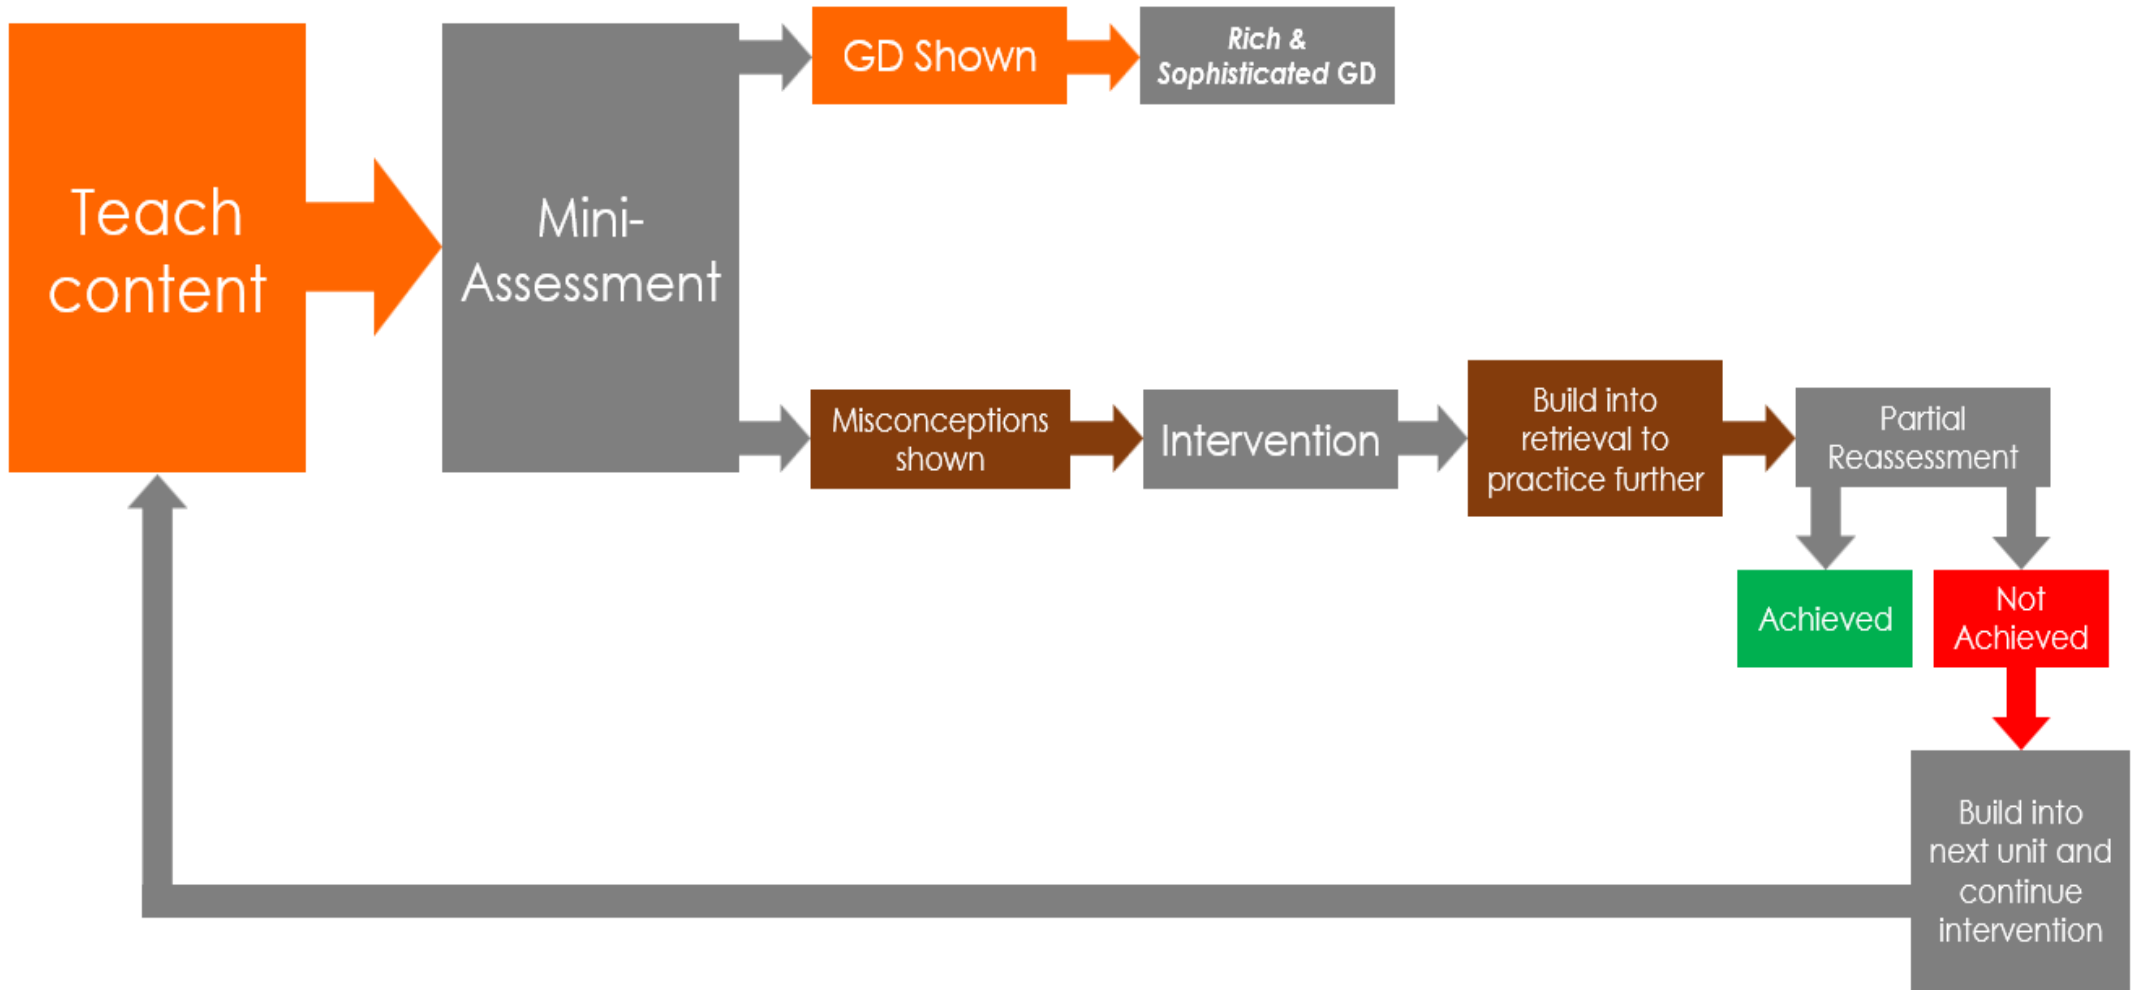 Teach
content
Mini-
Assessment
GD Shown
Rich &
Sophisticated GD
Misconceptions
shown
Intervention
Build into
retrieval to
practice further
Partial
Reassessment
Achieved
Not
Achieved
Build into
next unit and
continue
intervention